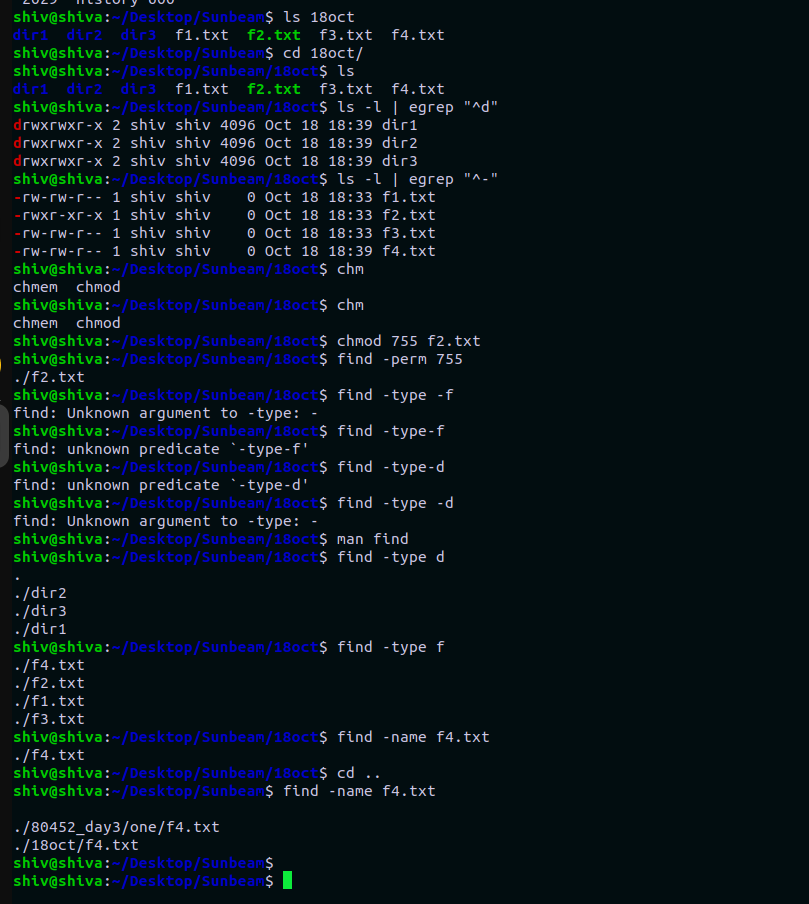 shiv@shiva:~/Desktop/Sunbeam$ ls 18oct
dir1  dir2  dir3  f1.txt  f2.txt  f3.txt  f4.txt
shiv@shiva:~/Desktop/Sunbeam$ cd 18oct/
shiv@shiva:~/Desktop/Sunbeam/18oct$ ls
dir1  dir2  dir3  f1.txt  f2.txt  f3.txt  f4.txt
shiv@shiva:~/Desktop/Sunbeam/18oct$ ls -l | egrep "^d"
drwxrwxr-x 2 shiv shiv 4096 Oct 18 18:39 dir1
drwxrwxr-x 2 shiv shiv 4096 Oct 18 18:39 dir2
drwxrwxr-x 2 shiv shiv 4096 Oct 18 18:39 dir3
shiv@shiva:~/Desktop/Sunbeam/18oct$ ls -l | egrep "^-"
-rw-rw-r-- 1 shiv shiv    0 Oct 18 18:33 f1.txt
-rwxr-xr-x 1 shiv shiv    0 Oct 18 18:33 f2.txt
-rw-rw-r-- 1 shiv shiv    0 Oct 18 18:33 f3.txt
-rw-rw-r-- 1 shiv shiv    0 Oct 18 18:39 f4.txt
shiv@shiva:~/Desktop/Sunbeam/18oct$ chm
chmem  chmod
shiv@shiva:~/Desktop/Sunbeam/18oct$ chm
chmem  chmod
shiv@shiva:~/Desktop/Sunbeam/18oct$ chmod 755 f2.txt
shiv@shiva:~/Desktop/Sunbeam/18oct$ find -perm 755
./f2.txt
shiv@shiva:~/Desktop/Sunbeam/18oct$ find -type -f
find: Unknown argument to -type: -
shiv@shiva:~/Desktop/Sunbeam/18oct$ find -type-f
find: unknown predicate `-type-f'
shiv@shiva:~/Desktop/Sunbeam/18oct$ find -type-d
find: unknown predicate `-type-d'
shiv@shiva:~/Desktop/Sunbeam/18oct$ find -type -d
find: Unknown argument to -type: -
shiv@shiva:~/Desktop/Sunbeam/18oct$ man find
shiv@shiva:~/Desktop/Sunbeam/18oct$ find -type d
.
./dir2
./dir3
./dir1
shiv@shiva:~/Desktop/Sunbeam/18oct$ find -type f
./f4.txt
./f2.txt
./f1.txt
./f3.txt
shiv@shiva:~/Desktop/Sunbeam/18oct$ find -name f4.txt
./f4.txt
shiv@shiva:~/Desktop/Sunbeam/18oct$ cd ..
shiv@shiva:~/Desktop/Sunbeam$ find -name f4.txt
./80452_day3/one/f4.txt
./18oct/f4.txt
shiv@shiva:~/Desktop/Sunbeam$
shiv@shiva:~/Desktop/Sunbeam$